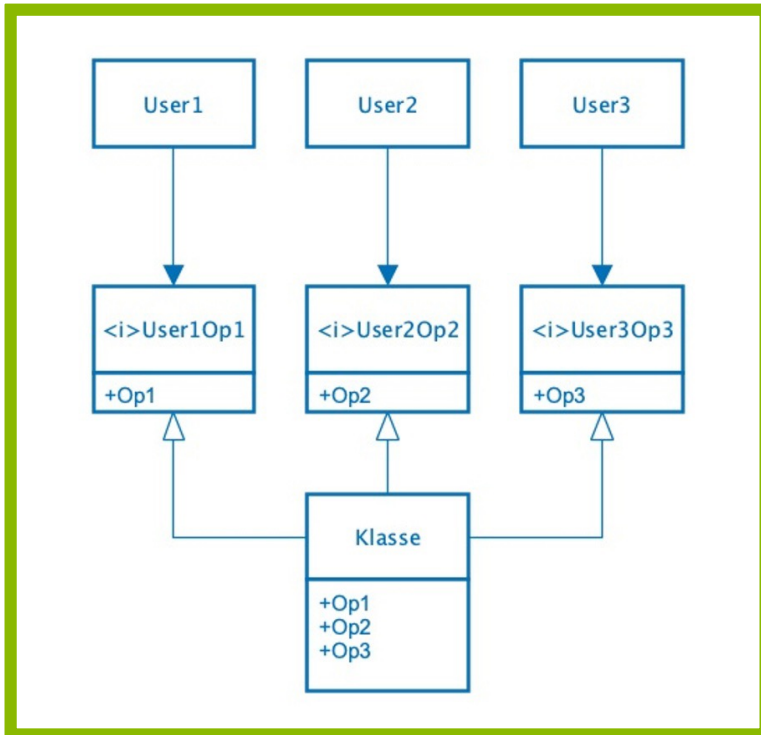 User1
User2
User3
<i>User1Op1
<i>User2Op2
<i>User3Op3
+Op1
+Op2
+Op3
Klasse
+Op1
+Op2
+Op3